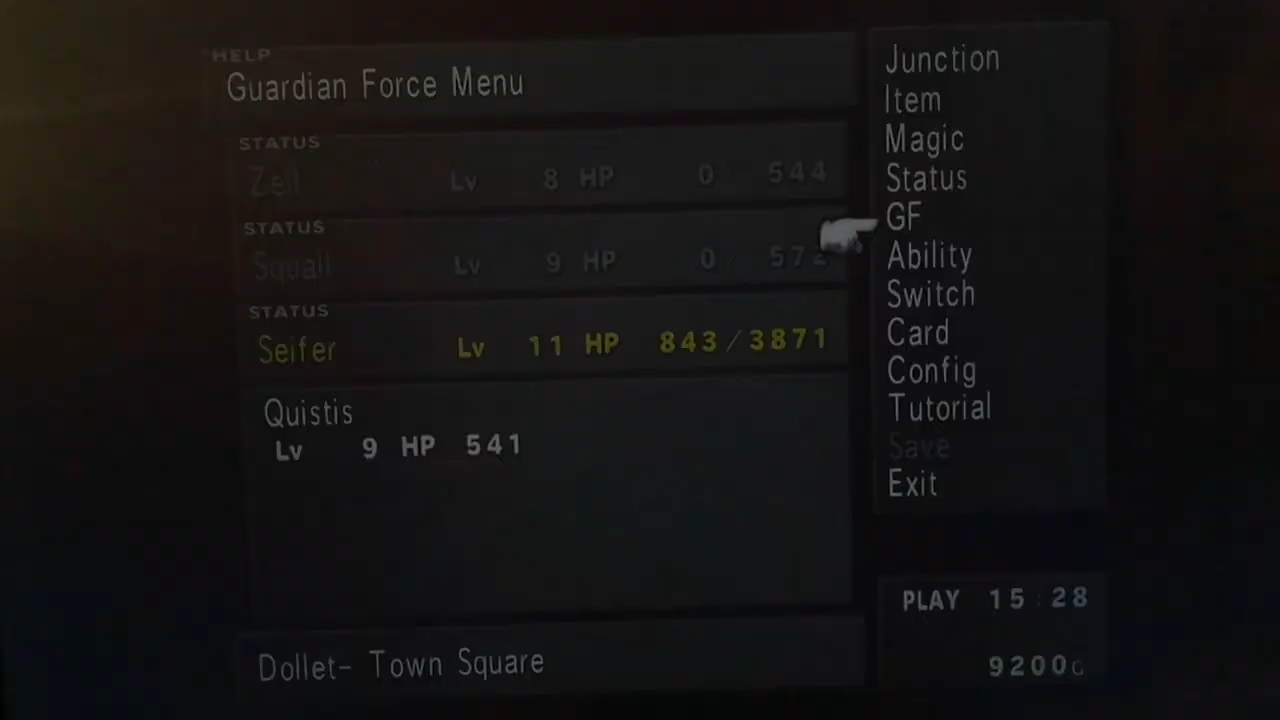 HELP
Guardian Force Menu
STATUS
Zell Lv 8 HP 0 / 544
STATUS
Squall Lv 9 HP 0 / 572
STATUS
Seifer Lv 11 HP 843/3871
Quistis
Lv 9 HP 541
Dollet- Town Square
Junction
Item
Magic
Status
GF
Ability
Switch
Card
Config
Tutorial
Save
Exit
PLAY 15:28
9200G